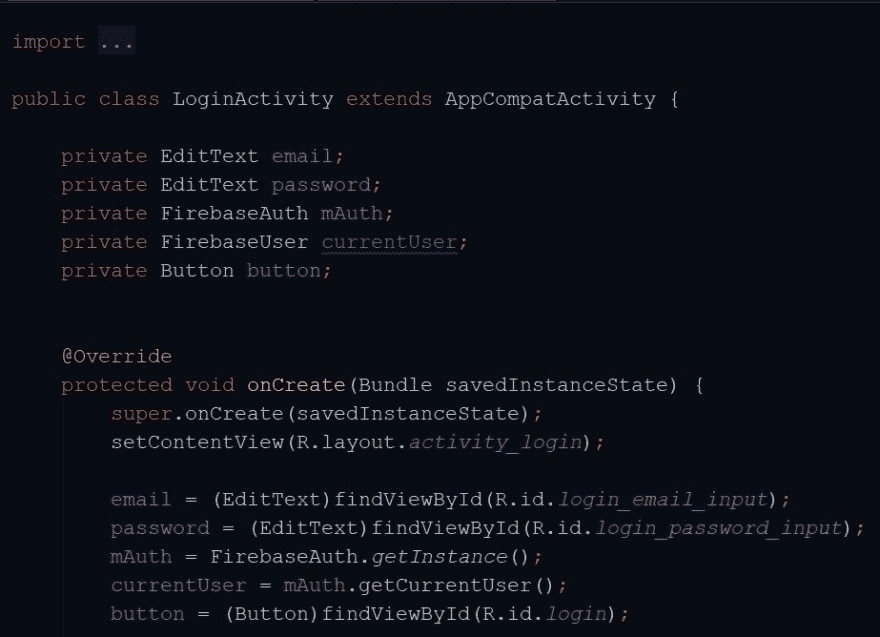 import ...
public class LoginActivity extends AppCompatActivity {
private EditText email;
private EditText password;
private FirebaseAuth mAuth;
private FirebaseUser currentUser;
private Button button;
@Override
protected void onCreate(Bundle savedInstanceState) {
super.onCreate(savedInstanceState);
setContentView(R.layout.activity_login);
email = (EditText)findViewById(R.id.login_email_input);
password = (EditText)findViewById(R.id.login_password_input);
mAuth = FirebaseAuth.getInstance();
currentUser = mAuth.getCurrentUser();
button = (Button)findViewById(R.id.login);